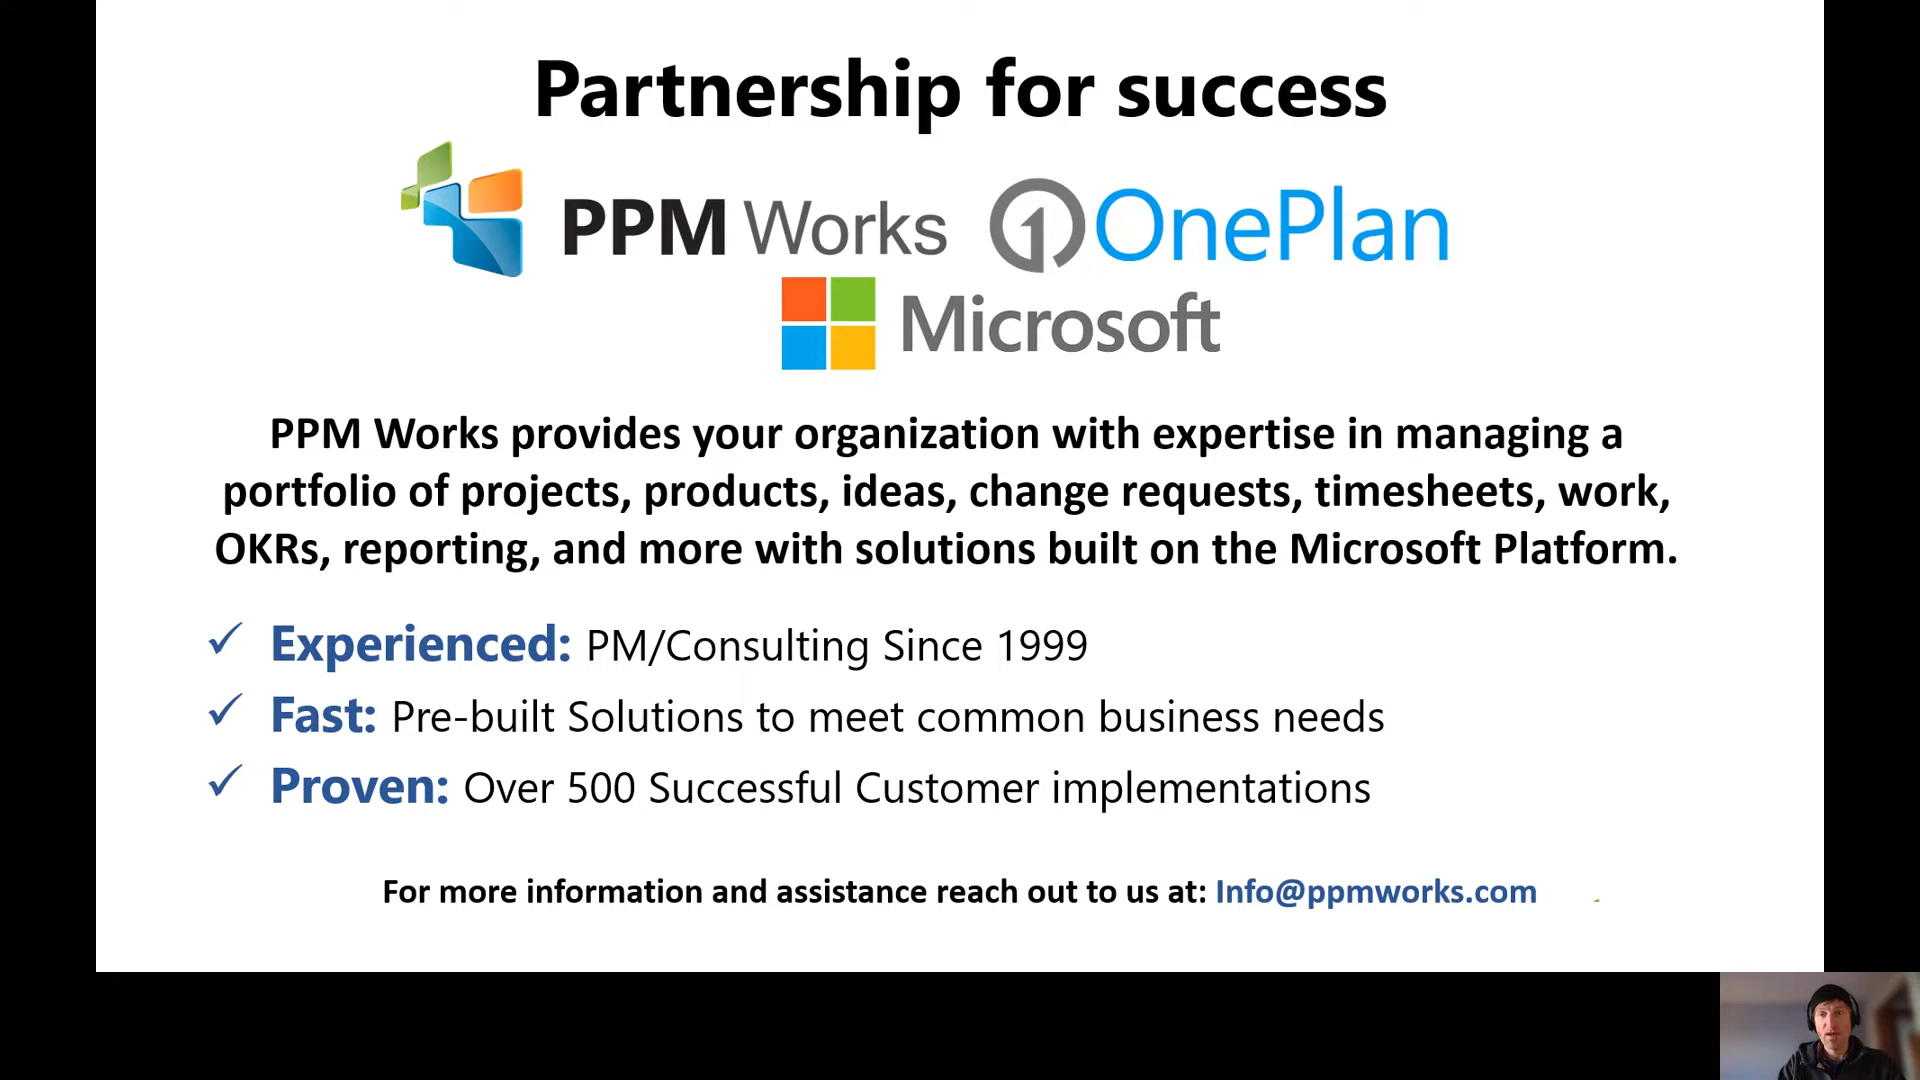 Partnership for success
PPM Works OnePlan
Microsoft
PPM Works provides your organization with expertise in managing a
portfolio of projects, products, ideas, change requests, timesheets, work,
OKRs, reporting, and more with solutions built on the Microsoft Platform.
✓ Experienced: PM/Consulting Since 1999
✓ Fast: Pre-built Solutions to meet common business needs
✓ Proven: Over 500 Successful Customer implementations
For more information and assistance reach out to us at: Info@ppmworks.com